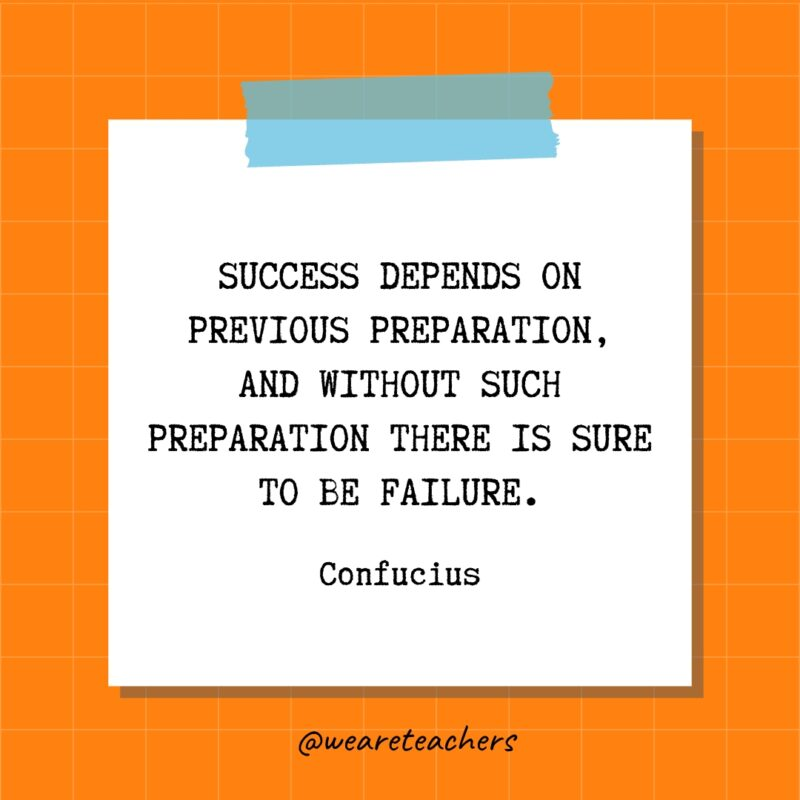 SUCCESS DEPENDS ON
PREVIOUS PREPARATION,
AND WITHOUT SUCH
PREPARATION THERE IS SURE
TO BE FAILURE.
Confucius
@weareteachers